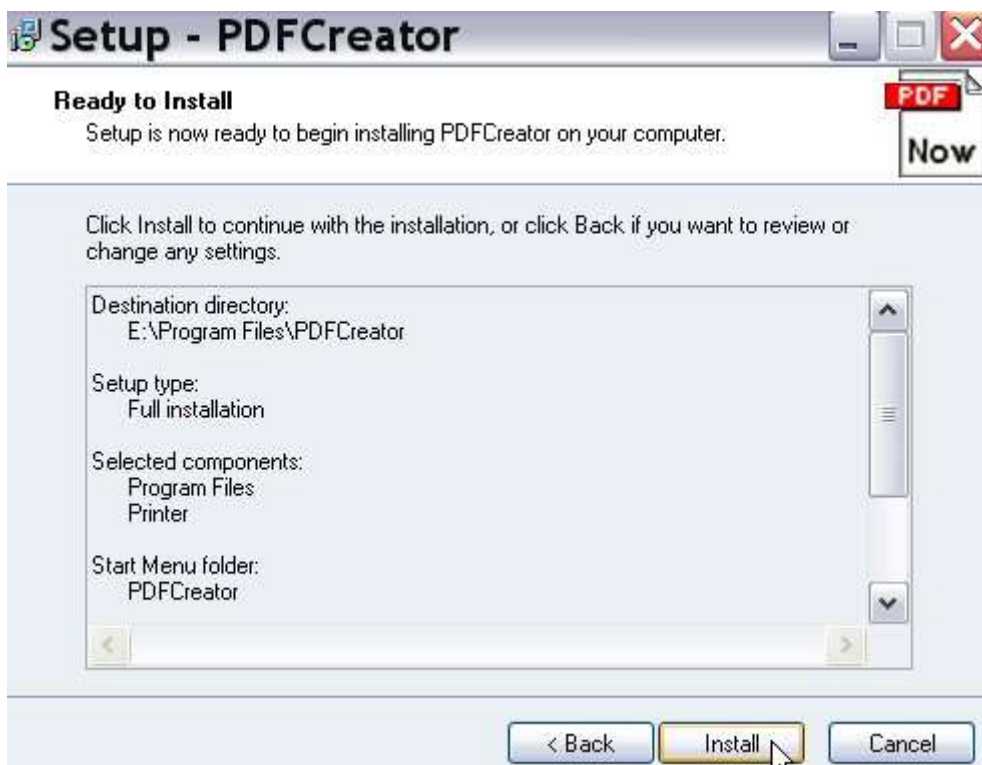 Setup - PDFCreator
Ready to Install
Setup is now ready to begin installing PDFCreator on your computer.
PDF
Now
Click Install to continue with the installation, or click Back if you want to review or
change any settings.
Destination directory:
E:\Program Files\PDFCreator
Setup type:
Full installation
Selected components:
Program Files
Printer
Start Menu folder:
PDFCreator
< Back Install Cancel